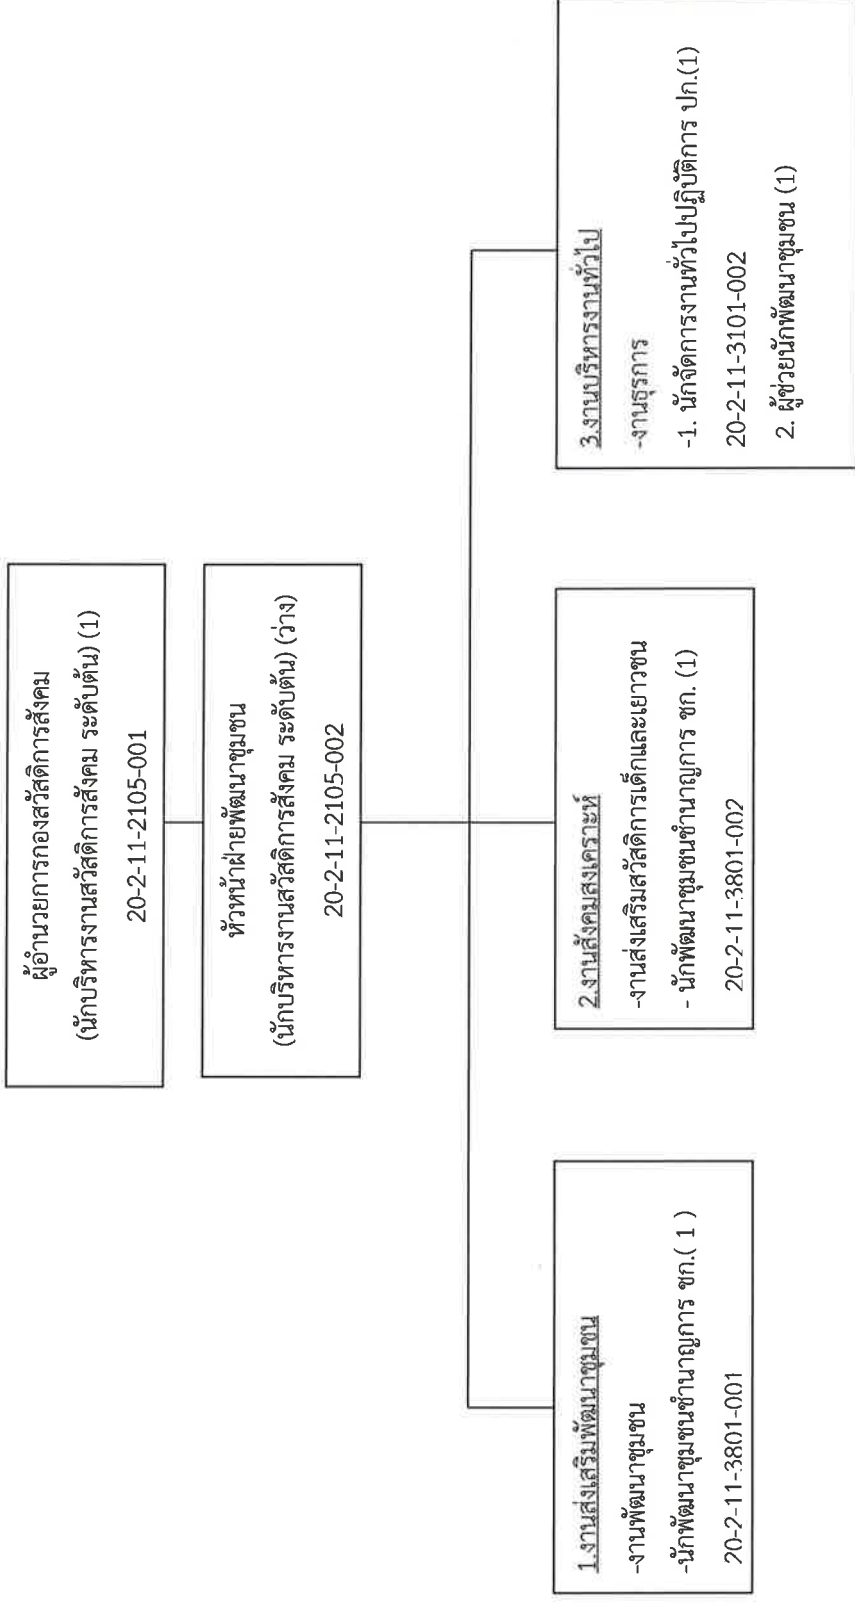 ผู้อำนวยการกองสวัสดิการสังคม
(นักบริหารงานสวัสดิการสังคม ระดับต้น) (1)
20-2-11-2105-001
หัวหน้าฝ่ายพัฒนาชุมชน
(นักบริหารงานสวัสดิการสังคม ระดับต้น) (ว่าง)
20-2-11-2105-002
1.งานส่งเสริมพัฒนาชุมชน
-งานพัฒนาชุมชน
-นักพัฒนาชุมชนชำนาญการ ชก.( 1 )
20-2-11-3801-001
2.งานสังคมสงเคราะห์
-งานส่งเสริมสวัสดิการเด็กและเยาวชน
- นักพัฒนาชุมชนชำนาญการ ชก. (1)
20-2-11-3801-002
3.งานบริหารงานทั่วไป
-งานธุรการ
-1. นักจัดการงานทั่วไปปฏิบัติการ ปก.(1)
20-2-11-3101-002
2. ผู้ช่วยนักพัฒนาชุมชน (1)